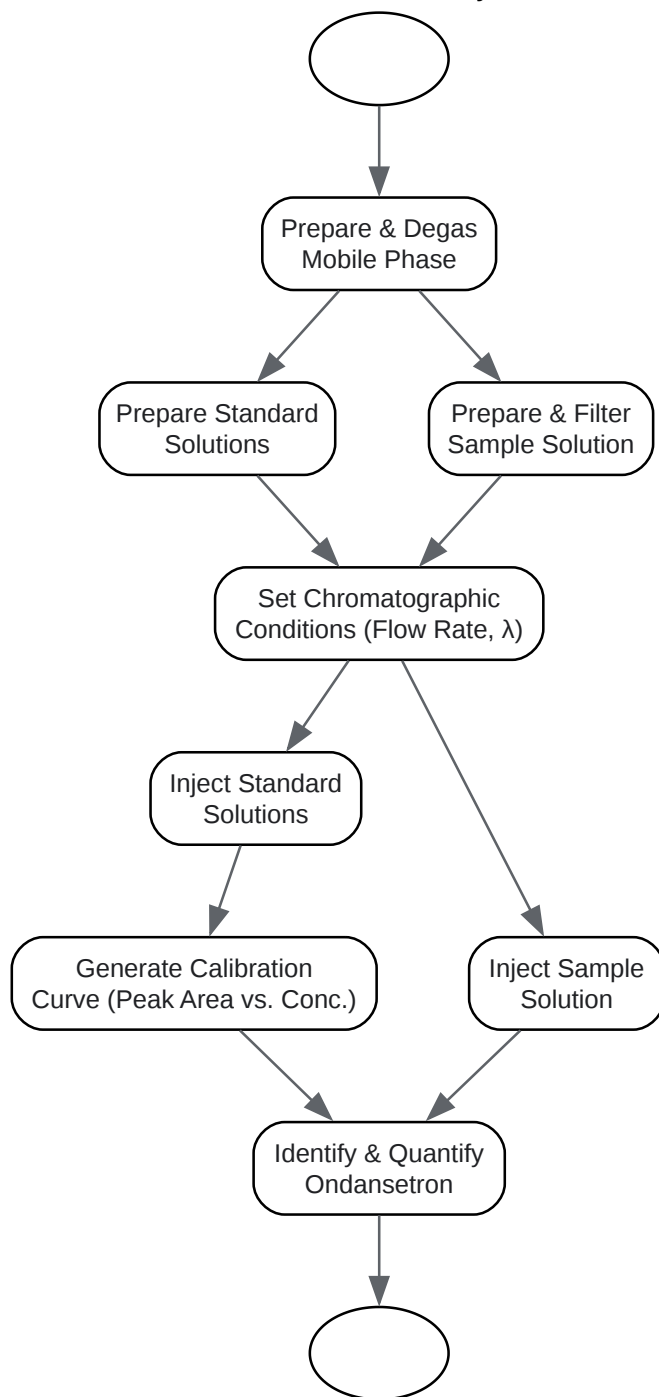 Prepare & Degas
Mobile Phase
Prepare Standard
Solutions
Prepare & Filter
Sample Solution
Set Chromatographic
Conditions (Flow Rate, λ)
Inject Standard
Solutions
Generate Calibration
Curve (Peak Area vs. Conc.)
Inject Sample
Solution
Identify & Quantify
Ondansetron